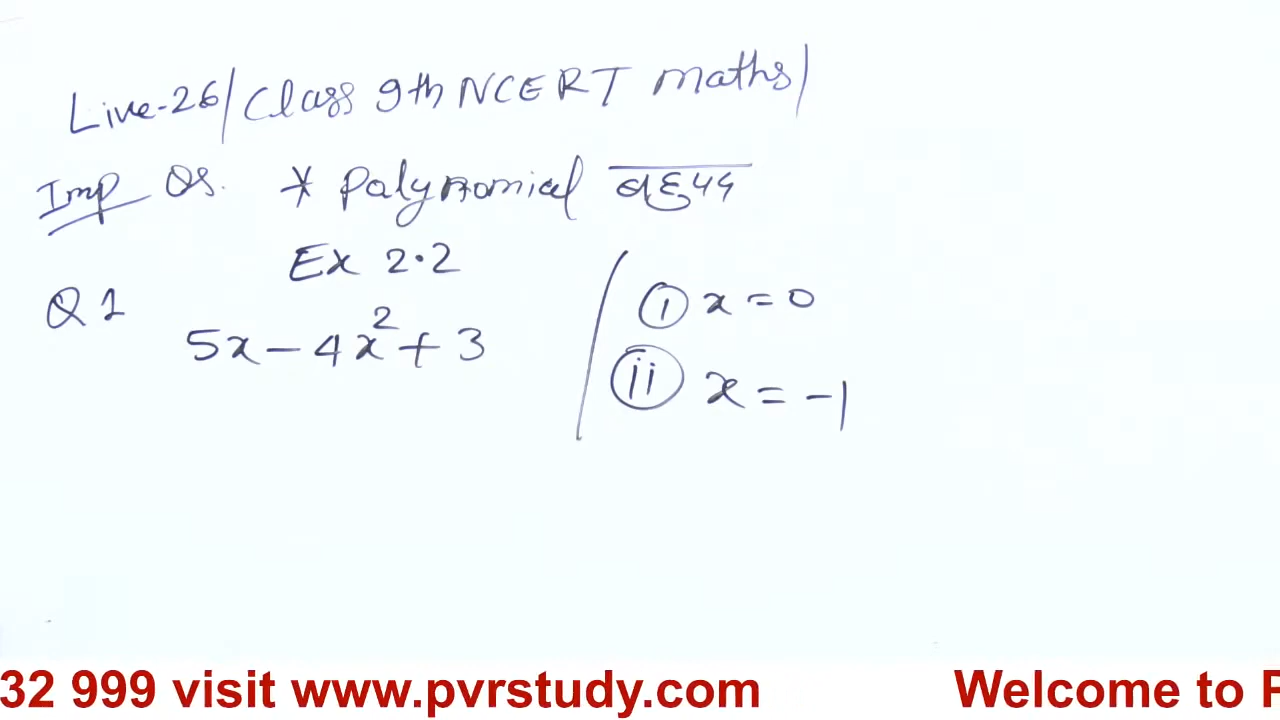 Live-26/Class 9th NCERT maths/
Imp Qs. * Polynomial बहुपद
Ex 2.2
Q 1
5x - 4x² + 3
(i) x = 0
(ii) x = -1
32 999 visit www.pvrstudy.com Welcome to P